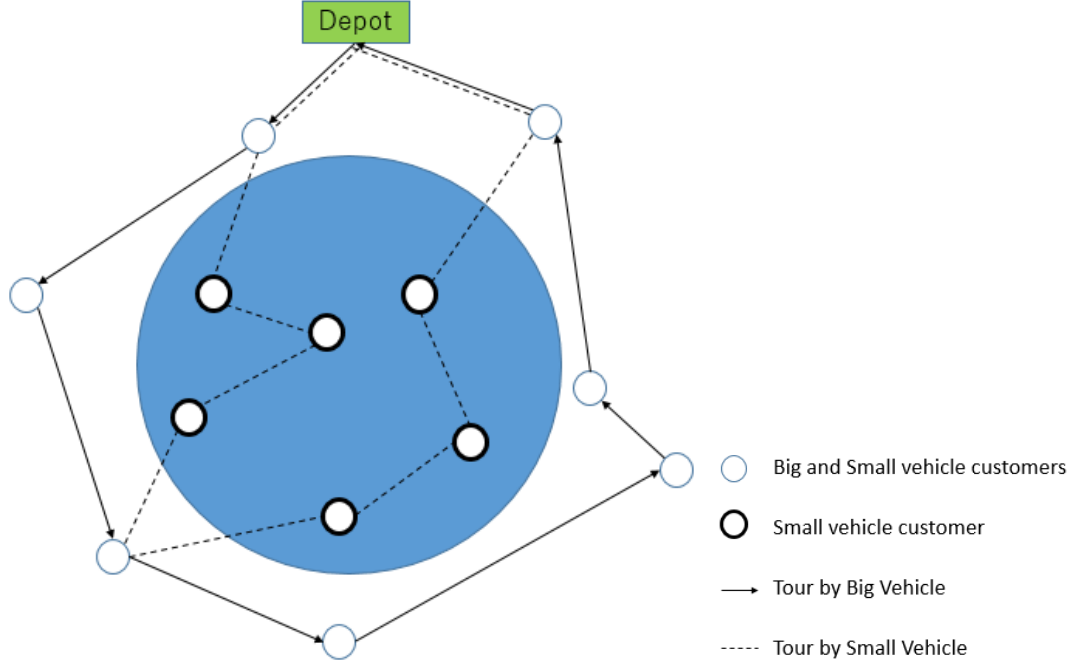 Depot
Big and Small vehicle customers
Small vehicle customer
Tour by Big Vehicle
Tour by Small Vehicle